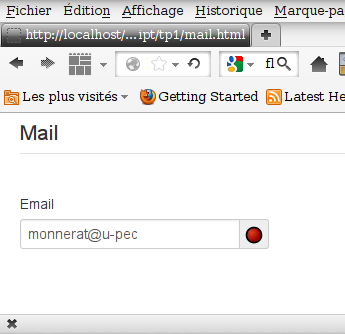 Fichier Édition Affichage Historique Marque-pa
http://localhost/...ipt/tp1/mail.html
fl
Les plus visités Getting Started Latest He
Mail
Email
monnerat@u-pec